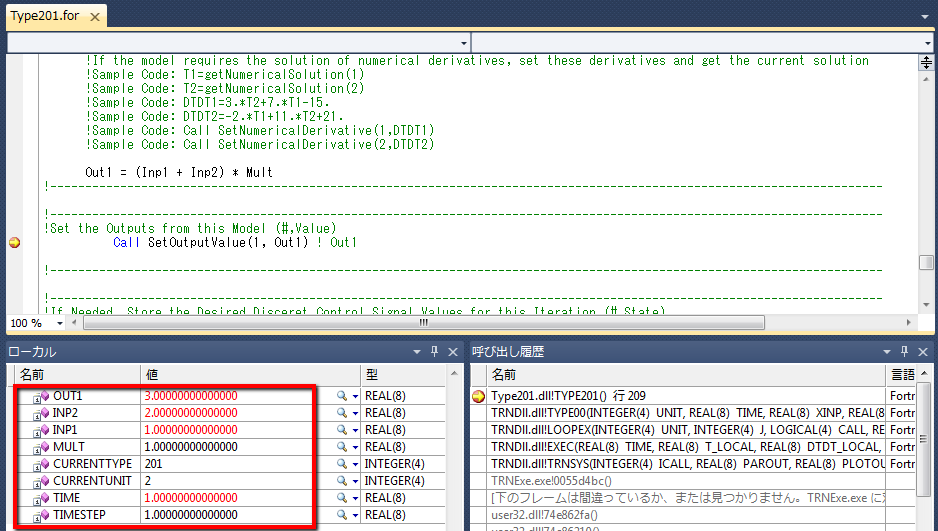 Type201.for
!If the model requires the solution of numerical derivatives, set these derivatives and get the current solution
!Sample Code: T1=getNumericalSolution(1)
!Sample Code: T2=getNumericalSolution(2)
!Sample Code: DTDT1=3.*T2+7.*T1-15.
!Sample Code: DTDT2=-2.*T1+11.*T2+21.
!Sample Code: Call SetNumericalDerivative(1,DTDT1)
!Sample Code: Call SetNumericalDerivative(2,DTDT2)
Out1 = (Inp1 + Inp2) * Mult
!Set the Outputs from this Model (#,Value)
Call SetOutputValue(1, Out1) ! Out1
!If Needed, Store the Desired Disceret Control Signal Values for this Iteration (#,State)
100 %
ローカル
名前 値 型
OUT1 3.00000000000000 REAL(8)
INP2 2.00000000000000 REAL(8)
INP1 1.00000000000000 REAL(8)
MULT 1.00000000000000 REAL(8)
CURRENTTYPE 201 INTEGER(4)
CURRENTUNIT 2 INTEGER(4)
TIME 1.00000000000000 REAL(8)
TIMESTEP 1.00000000000000 REAL(8)
呼び出し履歴
名前 言語
Type201.dll!TYPE201() 行 209 Fortr
TRNDll.dll!TYPE00(INTEGER(4) UNIT, REAL(8) TIME, REAL(8) XINP, REAL(8 Fortr
TRNDll.dll!LOOPEX(INTEGER(4) UNIT, INTEGER(4) J, LOGICAL(4) CALL, RE Fortr
TRNDll.dll!EXEC(REAL(8) TIME, REAL(8) T_LOCAL, REAL(8) DTDT_LOCAL, Fortr
TRNDll.dll!TRNSYS(INTEGER(4) ICALL, REAL(8) PAROUT, REAL(8) PLOTOU Fortr
TRNExe.exe!0055d4bc()
[下のフレームは間違っているか、または見つかりません。TRNExe.exe に
user32.dll!74e862fa()
user32.dll!74e86210()